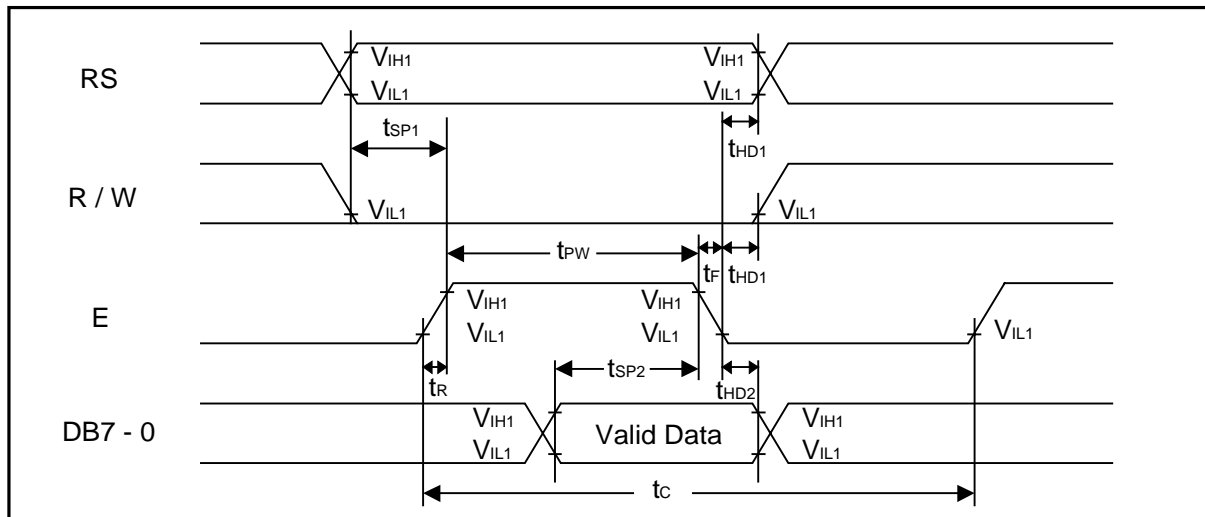 RS
VIH1
VIL1
VIH1
VIL1
tSP1
tHD1
R / W
VIL1
VIL1
tPW
tF
tHD1
E
VIH1
VIL1
VIH1
VIL1
VIL1
tR
tSP2
tHD2
DB7 - 0
VIH1
VIL1
Valid Data
VIH1
VIL1
tC